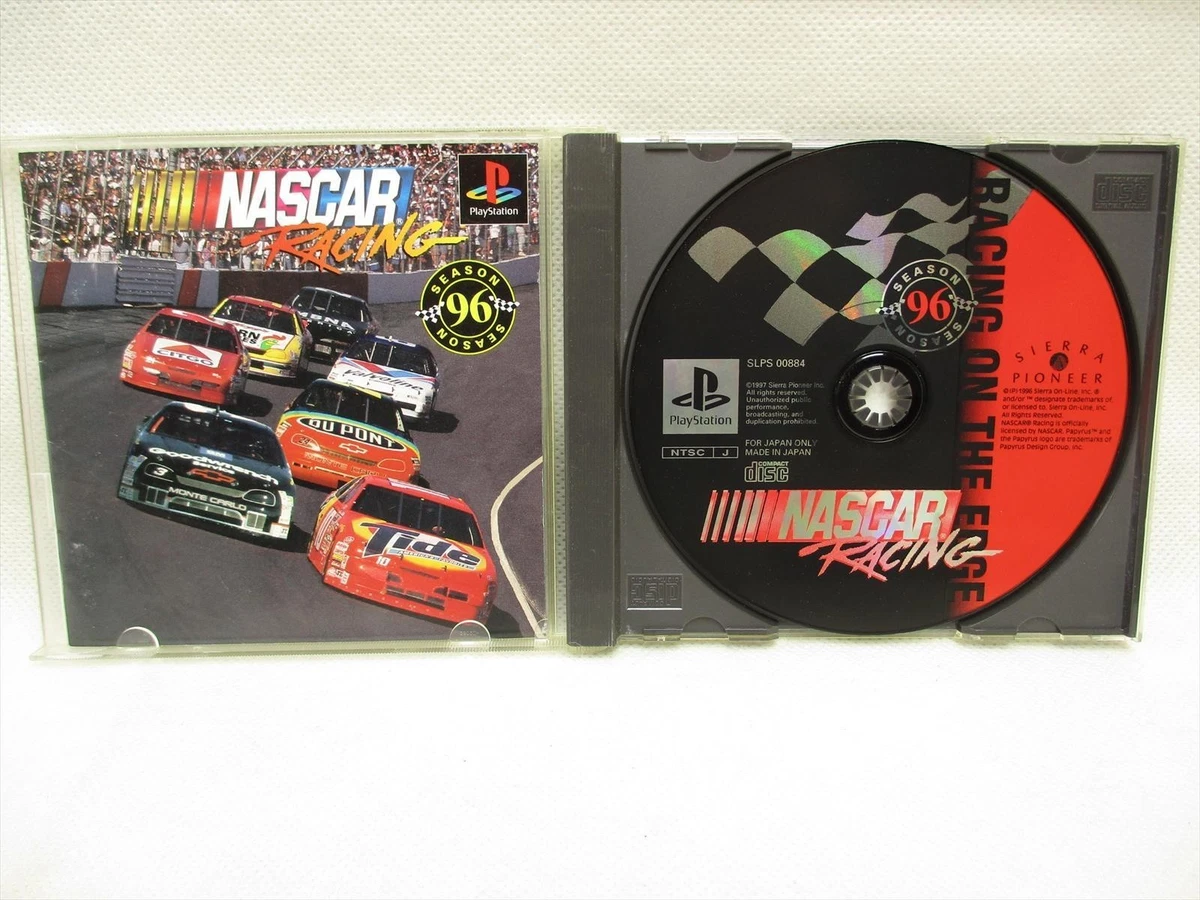 NASCAR®
RACING
PlayStation
SEASON
96
SEASON
CITGO
Valvoline
DU PONT
Goodwrench
Service
3
MONTE CARLO
Tide
10
RACING ON THE EDGE
SEASON
96
SEASON
SLPS 00884
©1997 Sierra Pioneer Inc.
All rights reserved.
Unauthorized public
performance,
broadcasting, and
duplication prohibited.
PlayStation
FOR JAPAN ONLY
MADE IN JAPAN
NTSC J
COMPACT
disc
SIERRA
PIONEER
©(P) 1996 Sierra On-Line, Inc. ®
and/or ™ designate trademarks of,
or licensed to, Sierra On-Line, Inc.
All Rights Reserved.
NASCAR® Racing is officially
licensed by NASCAR. Papyrus™ and
the Papyrus logo are trademarks of
Papyrus Design Group, Inc.
NASCAR
RACING
disc
disc